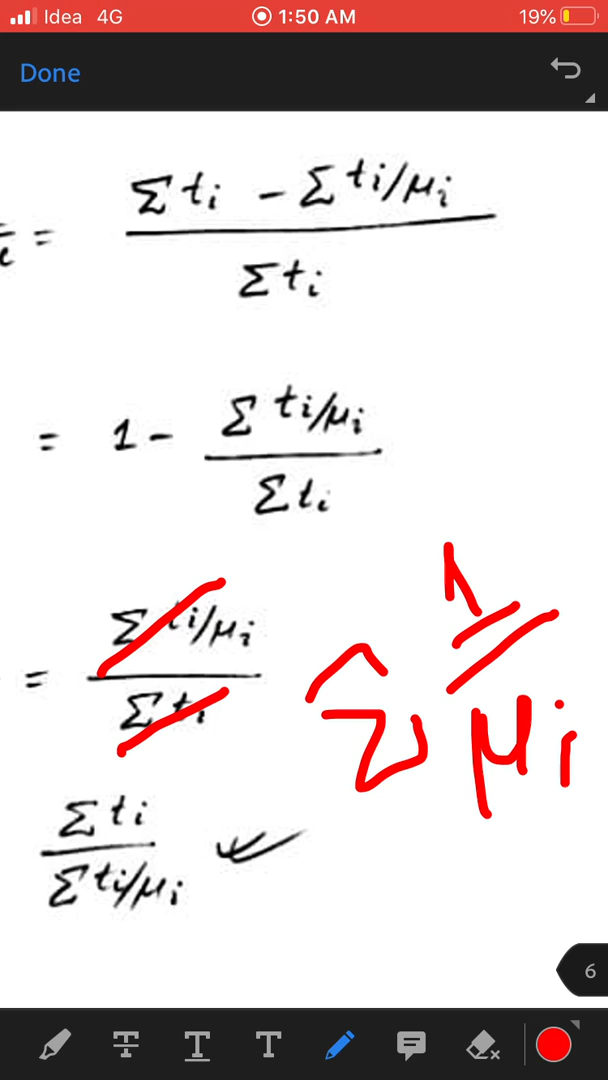 Idea 4G 1:50 AM 19%
Done
= Σti - Σti/μi
Σti
= 1 - Σti/μi
Σti
= Σti/μi
Σti
1
Σ μi
Σti
Σti/μi
6
T T T